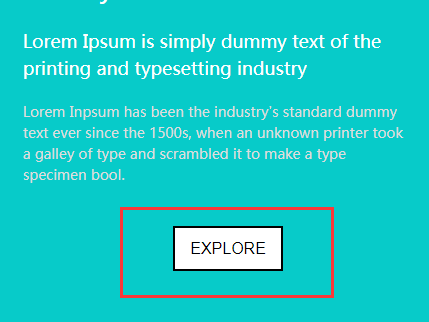 Lorem Ipsum is simply dummy text of the
printing and typesetting industry
Lorem Inpsum has been the industry's standard dummy
text ever since the 1500s, when an unknown printer took
a galley of type and scrambled it to make a type
specimen bool.
EXPLORE